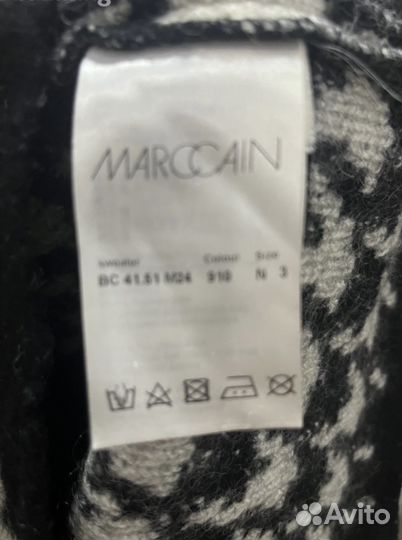 MARCCAIN
Sweater Colour Size
BC 41.51 M24 910 N 3
Avito